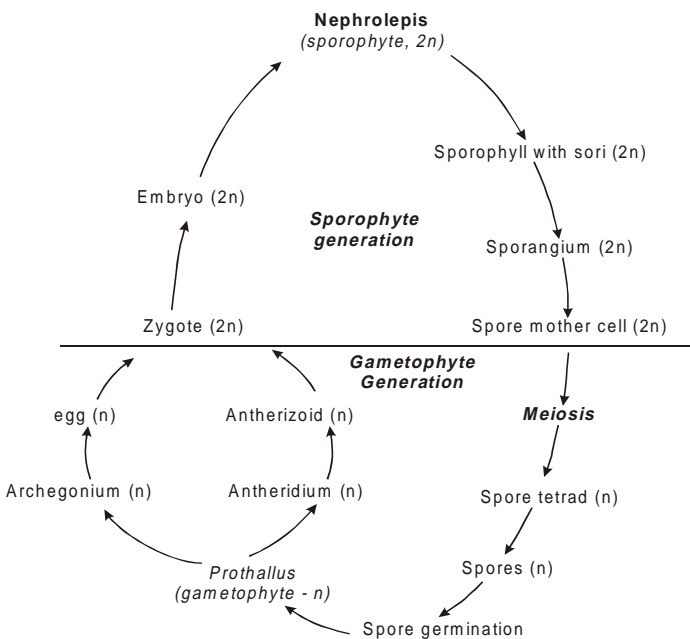 Nephrolepis
(sporophyte, 2n)
Sporophyll with sori (2n)
Embryo (2n)
Sporophyte
generation
Sporangium (2n)
Zygote (2n)
Spore mother cell (2n)
Gametophyte
Generation
egg (n)
Antherizoid (n)
Meiosis
Archegonium (n)
Antheridium (n)
Spore tetrad (n)
Prothallus
(gametophyte - n)
Spores (n)
Spore germination